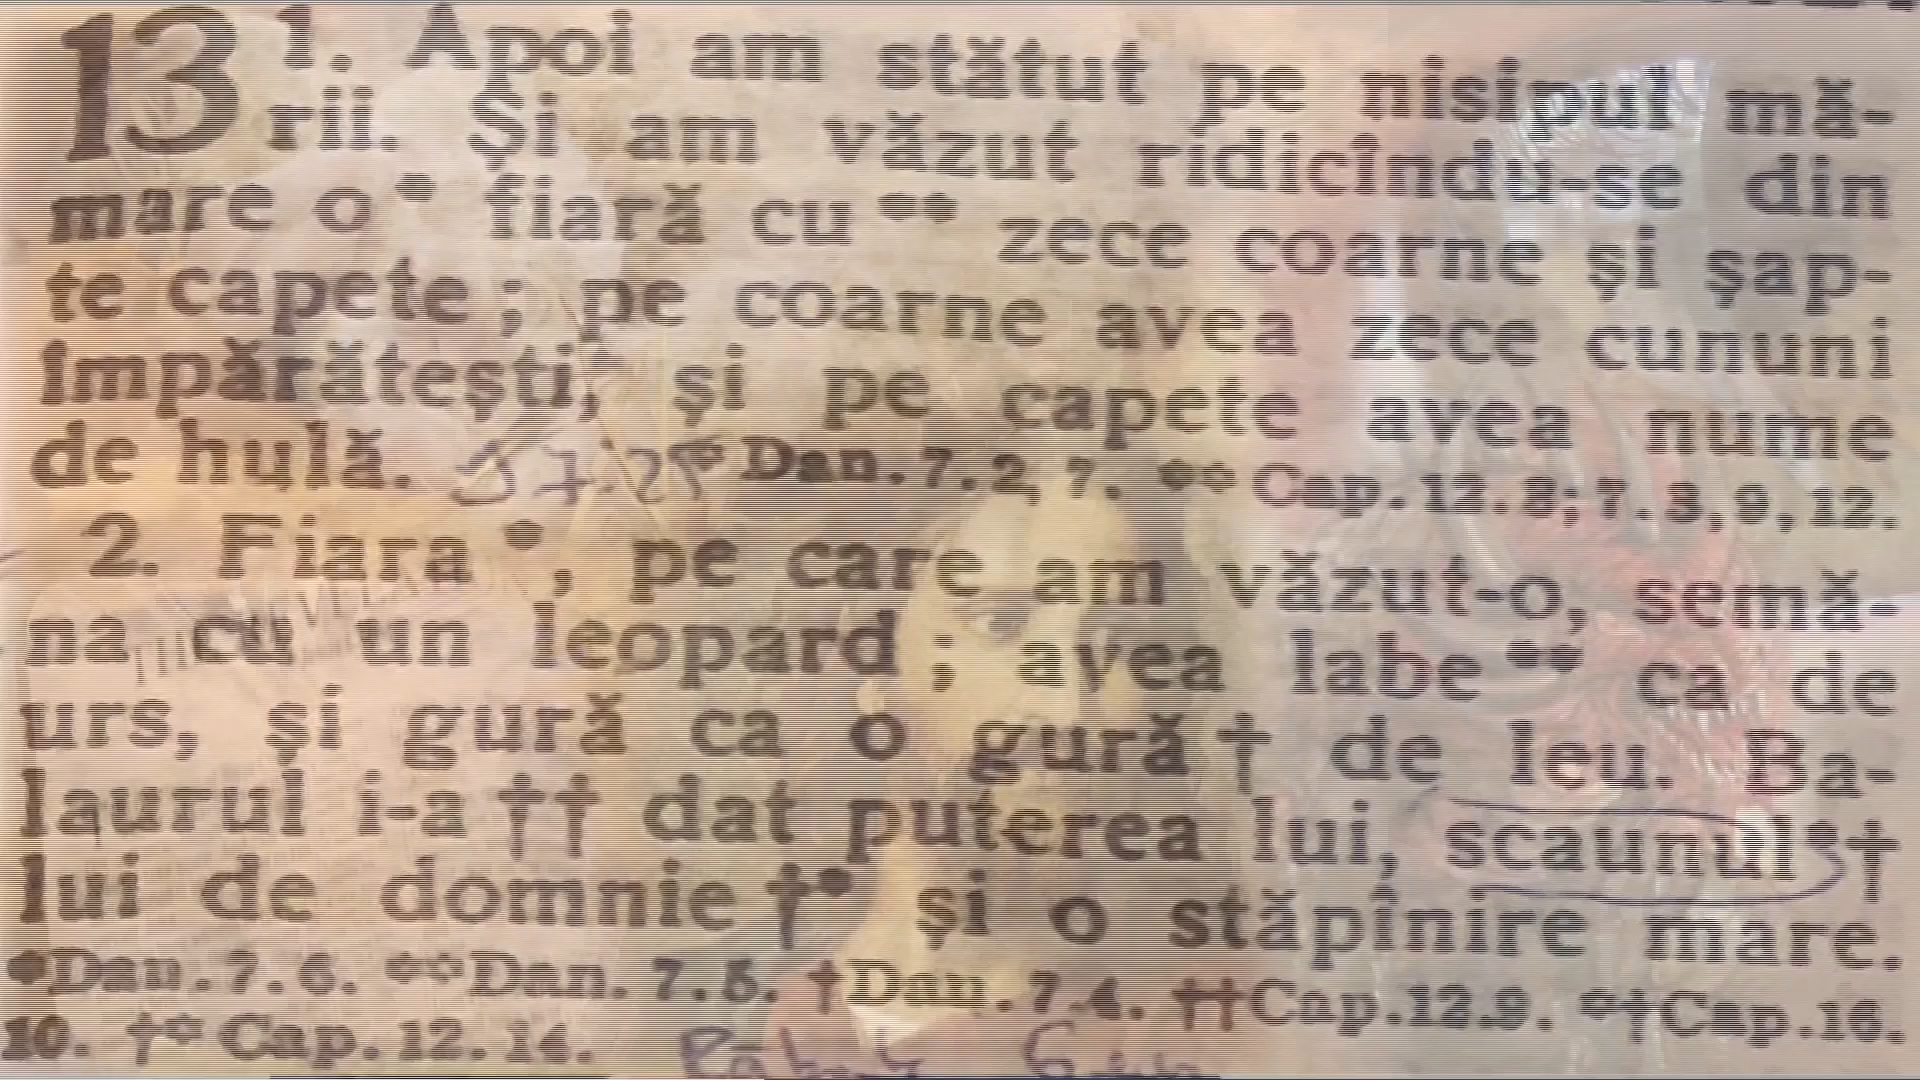 13 1. Apoi am stătut pe nisipul mă-
rii. Şi am văzut ridicîndu-se din
mare o* fiară cu** zece coarne şi şap-
te capete; pe coarne avea zece cununi
împărăteşti, şi pe capete avea nume
de hulă. *Dan.7.2, 7. **Cap.12.3;7.3,9,12.
2. Fiara*, pe care am văzut-o, semă-
na cu un leopard; avea labe** ca de
urs, şi gură ca o gură† de leu. Ba-
laurul i-a†† dat puterea lui, scaunul*†
lui de domnie†* şi o stăpînire mare.
*Dan.7.6. **Dan.7.5. †Dan.7.4. ††Cap.12.9. *†Cap.16.
10. †*Cap.12.14.